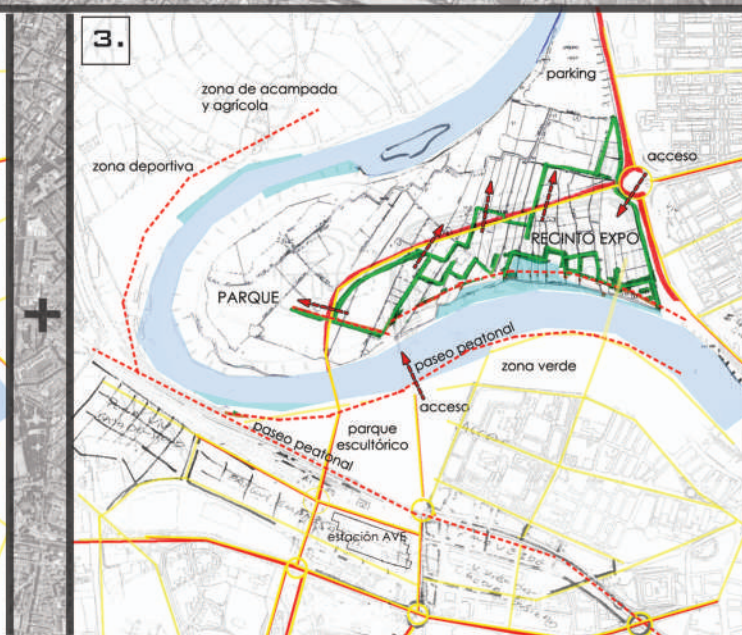 3.
parking
zona de acampada
y agrícola
acceso
zona deportiva
RECINTO EXPO
PARQUE
paseo peatonal
zona verde
acceso
parque
escultórico
paseo peatonal
estación AVE
+